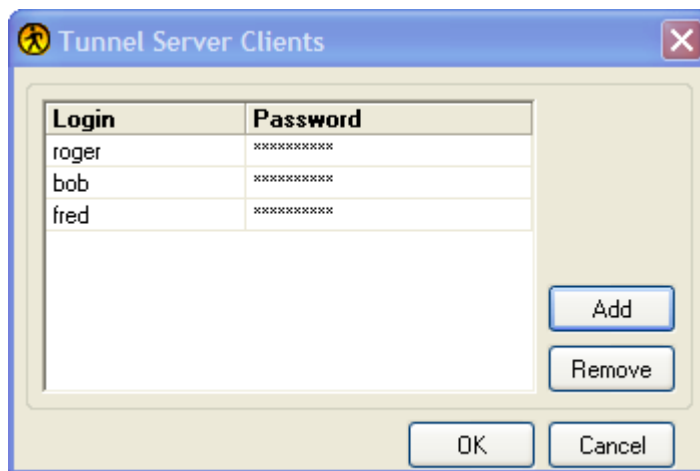 Tunnel Server Clients
Login Password
roger **********
bob **********
fred **********
Add
Remove
OK Cancel